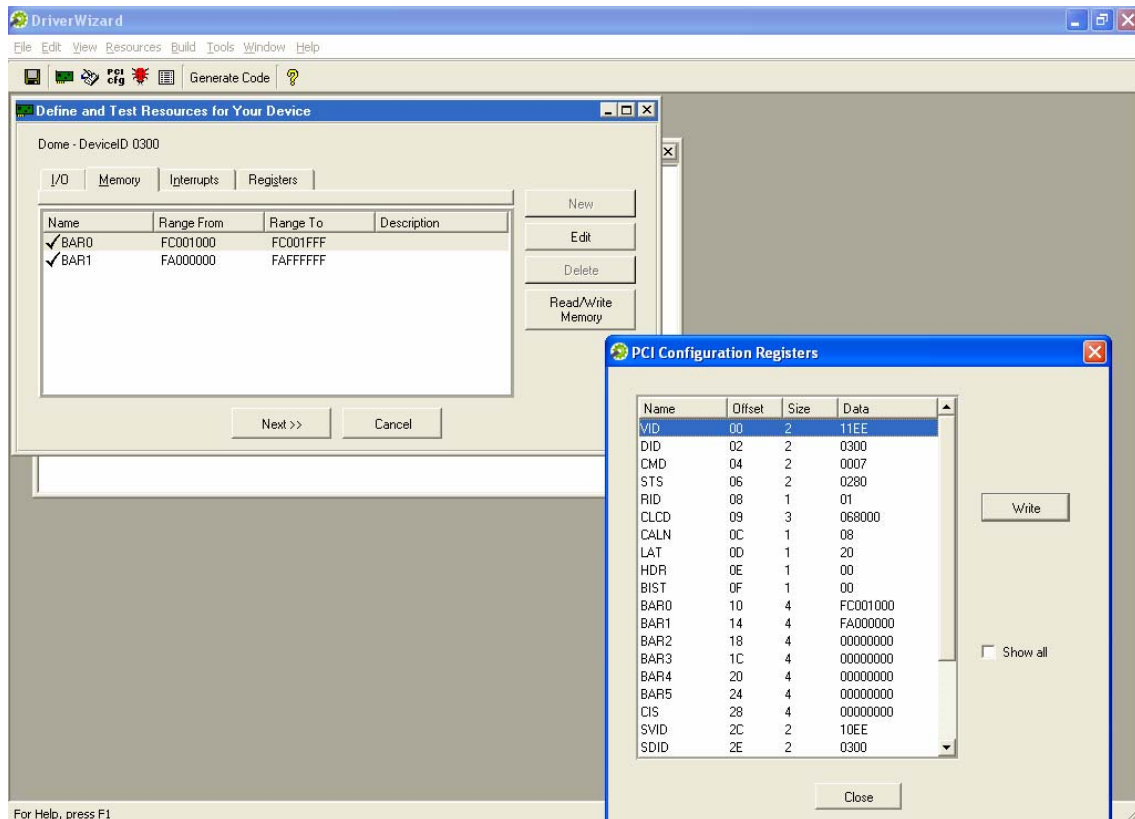 DriverWizard
File Edit View Resources Build Tools Window Help
PCI cfg Generate Code ?
Define and Test Resources for Your Device
Dome - DeviceID 0300
I/O Memory Interrupts Registers
Name Range From Range To Description
BAR0 FC001000 FC001FFF
BAR1 FA000000 FAFFFFFF
New
Edit
Delete
Read/Write
Memory
Next >> Cancel
PCI Configuration Registers
Name Offset Size Data
VID 00 2 11EE
DID 02 2 0300
CMD 04 2 0007
STS 06 2 0280
RID 08 1 01
CLCD 09 3 068000
CALN 0C 1 08
LAT 0D 1 20
HDR 0E 1 00
BIST 0F 1 00
BAR0 10 4 FC001000
BAR1 14 4 FA000000
BAR2 18 4 00000000
BAR3 1C 4 00000000
BAR4 20 4 00000000
BAR5 24 4 00000000
CIS 28 4 00000000
SVID 2C 2 10EE
SDID 2E 2 0300
Write
Show all
Close
For Help, press F1